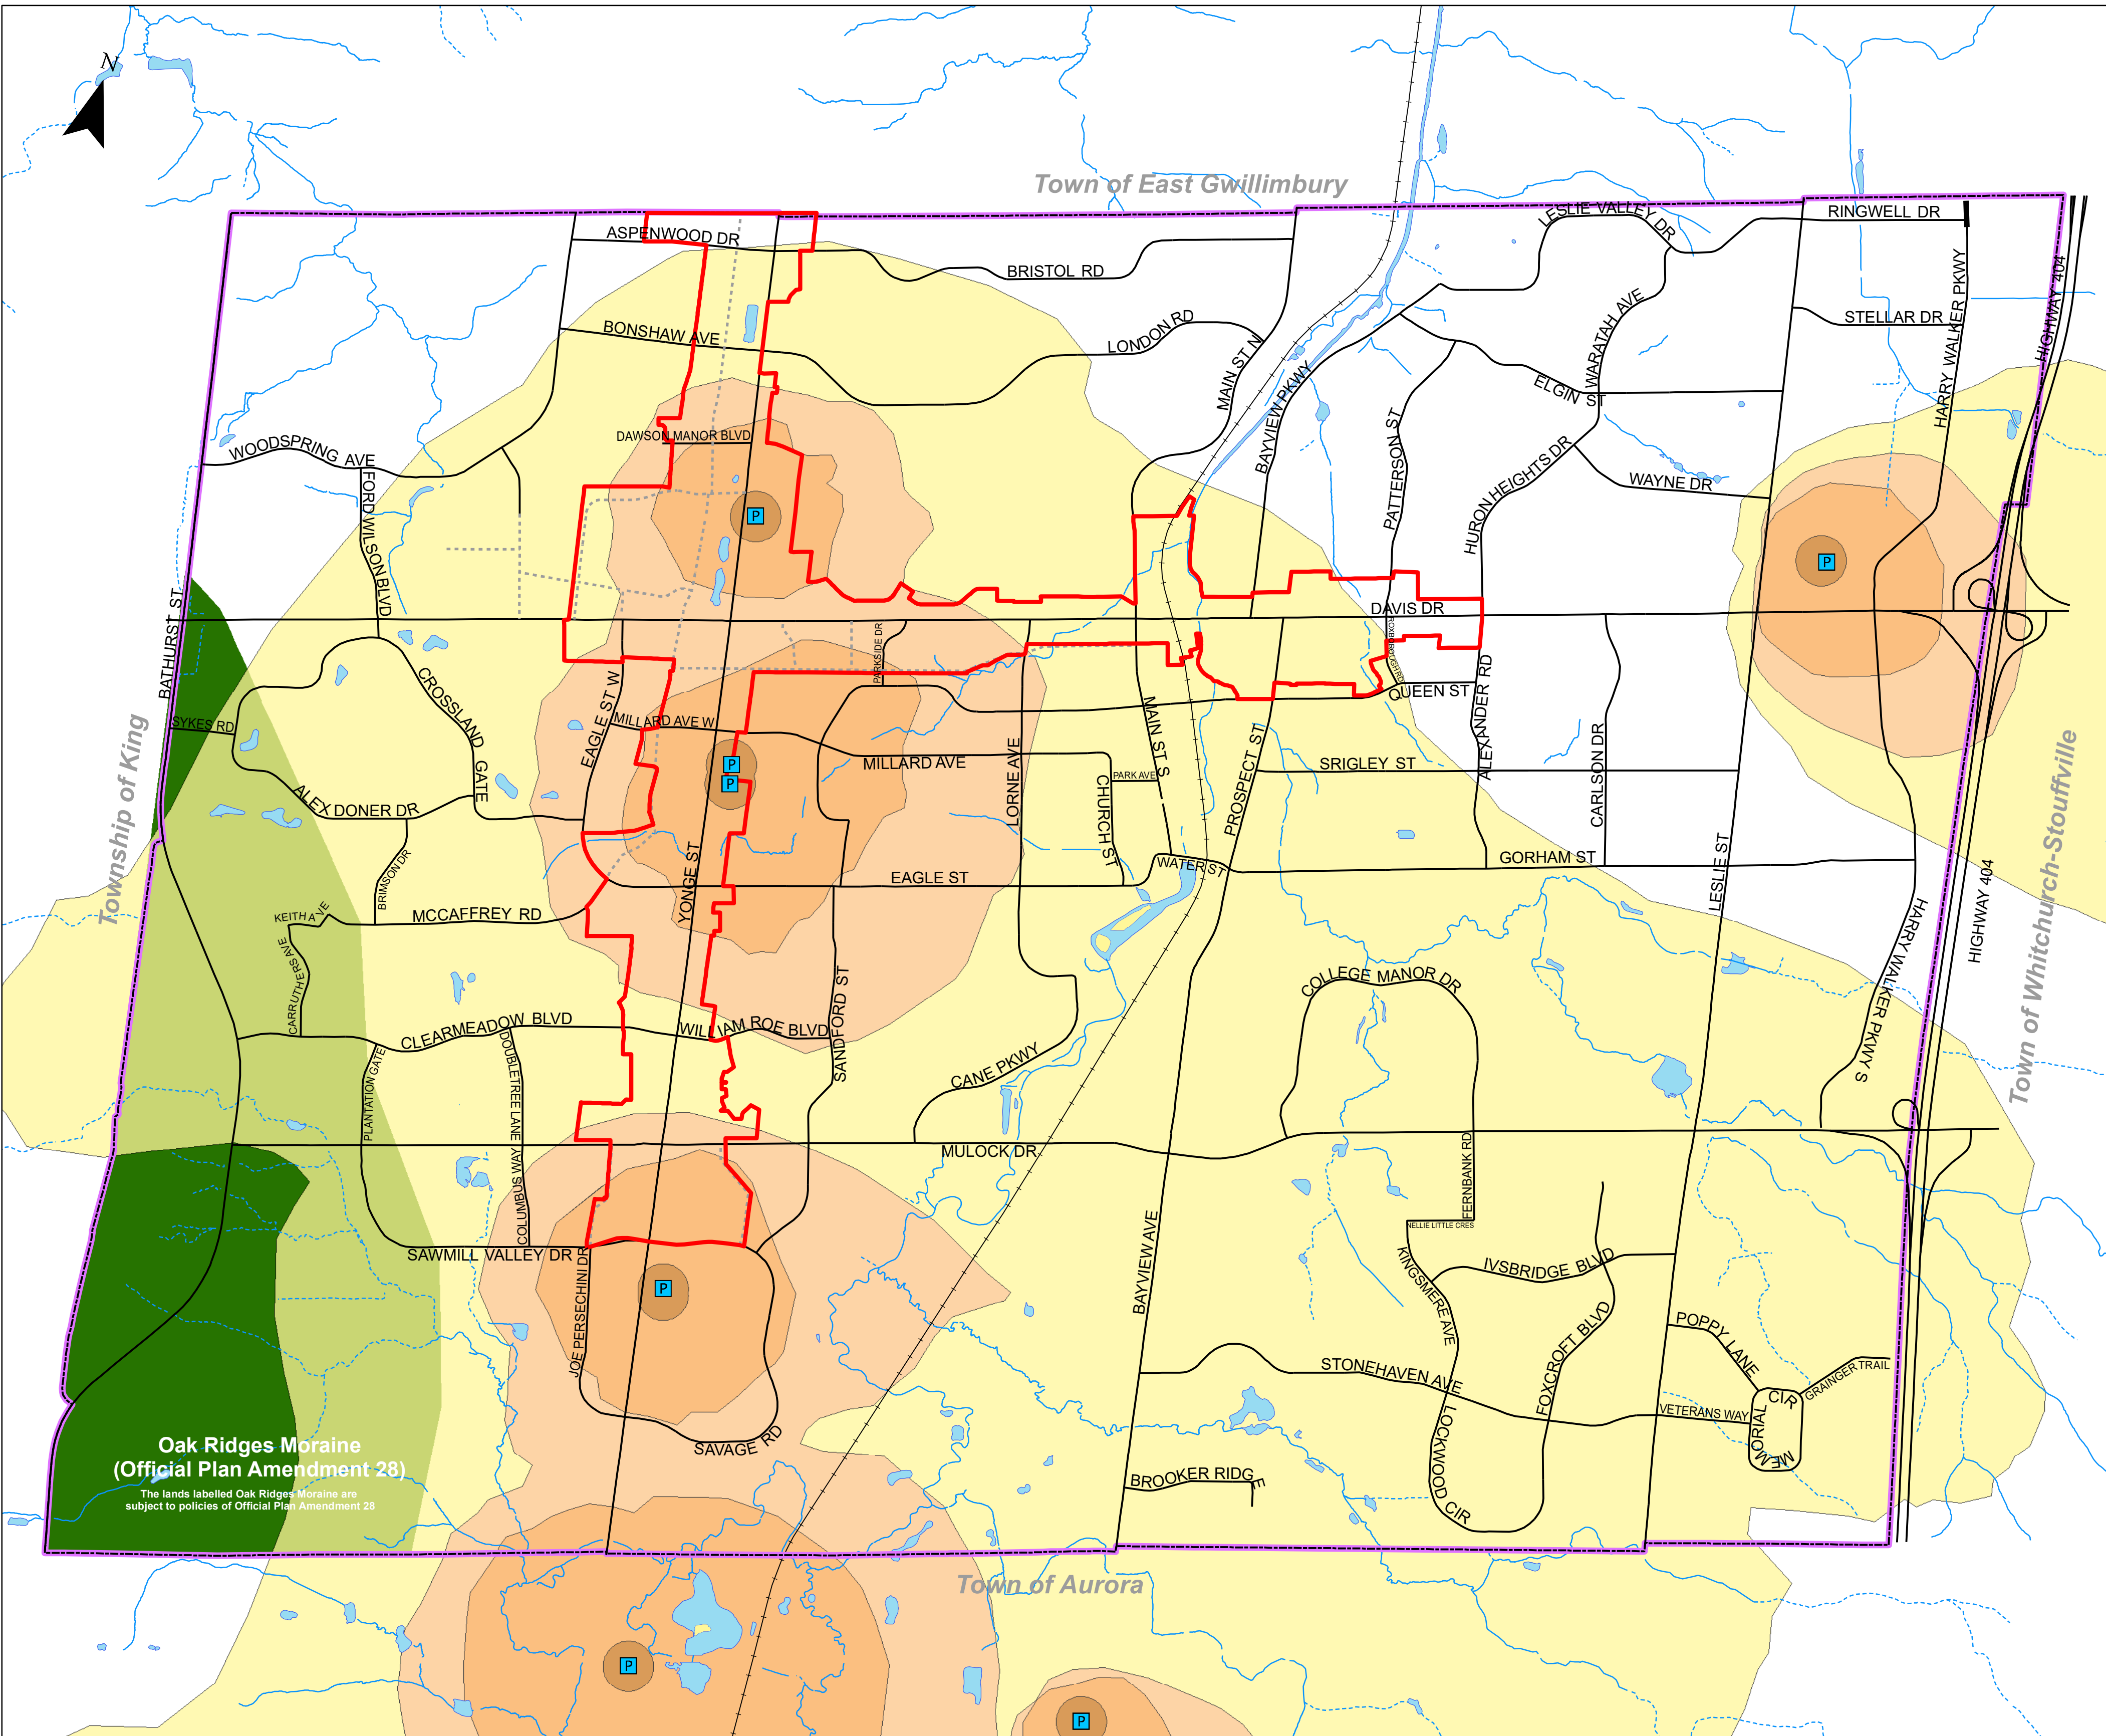 N
Town of East Gwillimbury
LESLIE VALLEY DR
RINGWELL DR
ASPENWOOD DR
BRISTOL RD
HIGHWAY 404
HARRY WALKER PKWY
STELLAR DR
BONSHAW AVE
LONDON RD
MAIN ST N
WARATAH AVE
BAYVIEW PKWY
ELGIN ST
DAWSON MANOR BLVD
WOODSPRING AVE
PATTERSON ST
HURON HEIGHTS DR
WAYNE DR
FORD WILSON BLVD
P
P
BATHURST ST
DAVIS DR
ROXBOROUGH RD
PARKSIDE DR
QUEEN ST
ALEXANDER RD
CROSSLAND GATE
EAGLE ST W
MILLARD AVE W
SYKES RD
MAIN ST S
PROSPECT ST
P
P
MILLARD AVE
LORNE AVE
PARK AVE
CHURCH ST
SRIGLEY ST
CARLSON DR
Township of King
Town of Whitchurch-Stouffville
ALEX DONER DR
BRIMSON DR
YONGE ST
WATER ST
GORHAM ST
LESLIE ST
EAGLE ST
KEITH AVE
MCCAFFREY RD
HIGHWAY 404
HARRY WALKER PKWY S
CARRUTHERS AVE
SANDFORD ST
COLLEGE MANOR DR
CLEARMEADOW BLVD
WILLIAM ROE BLVD
PLANTATION GATE
DOUBLETREE LANE
CANE PKWY
MULOCK DR
COLUMBUS WAY
FERNBANK RD
NELLIE LITTLE CRES
BAYVIEW AVE
SAWMILL VALLEY DR
JOE PERSECHINI DR
P
KINGSMERE AVE
IVSBRIDGE BLVD
FOXCROFT BLVD
POPPY LANE
STONEHAVEN AVE
GRAINGER TRAIL
VETERANS WAY
MEMORIAL CIR
LOCKWOOD CIR
SAVAGE RD
BROOKER RIDGE
Oak Ridges Moraine
(Official Plan Amendment 28)
The lands labelled Oak Ridges Moraine are
subject to policies of Official Plan Amendment 28
Town of Aurora
P
P